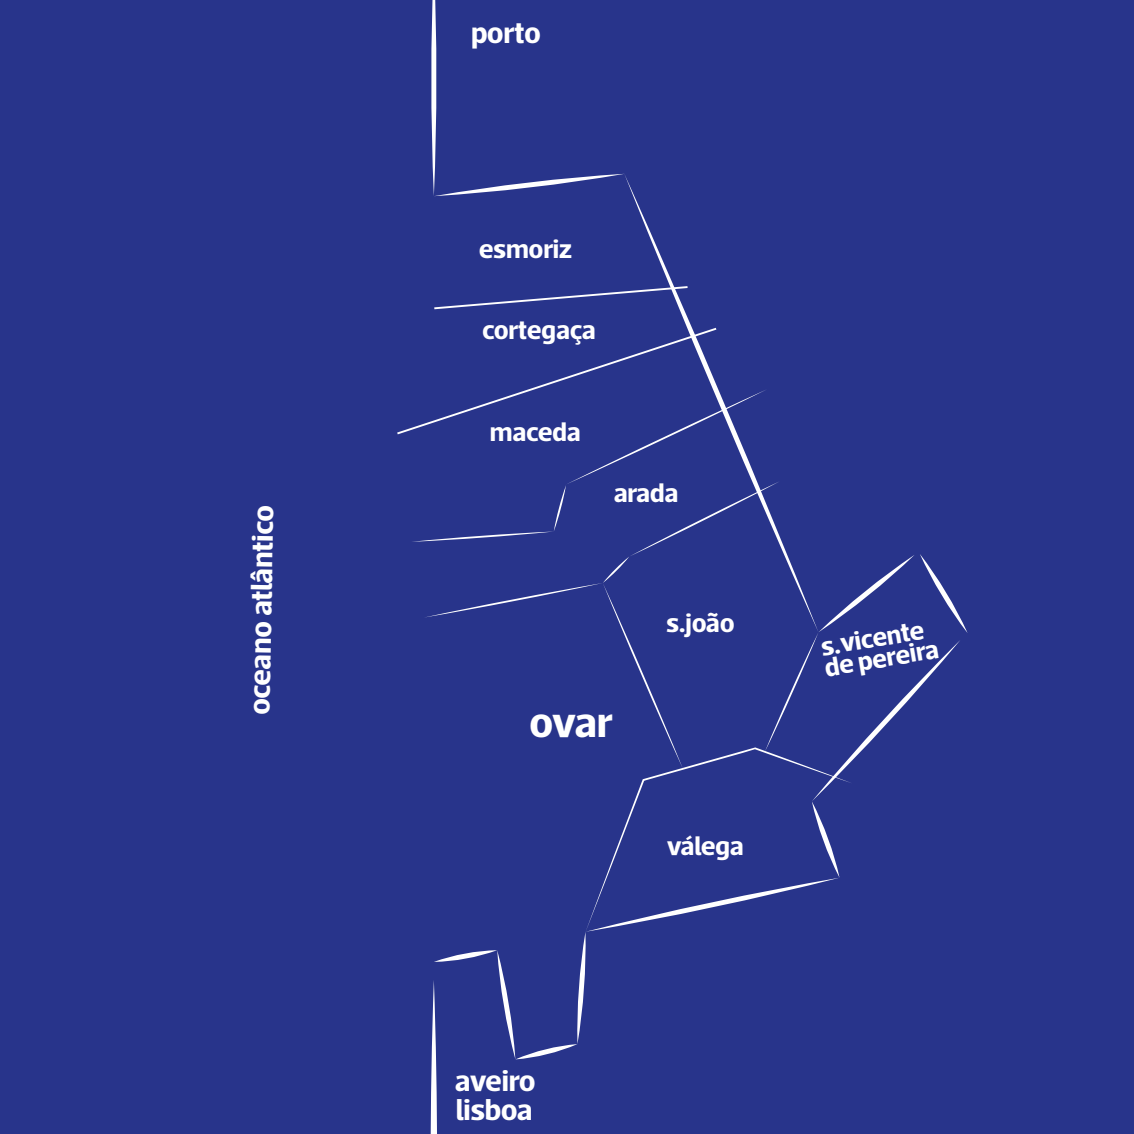 porto
esmoriz
cortegaça
maceda
arada
oceano atlântico
s.joão
s.vicente
de pereira
ovar
válega
aveiro
lisboa